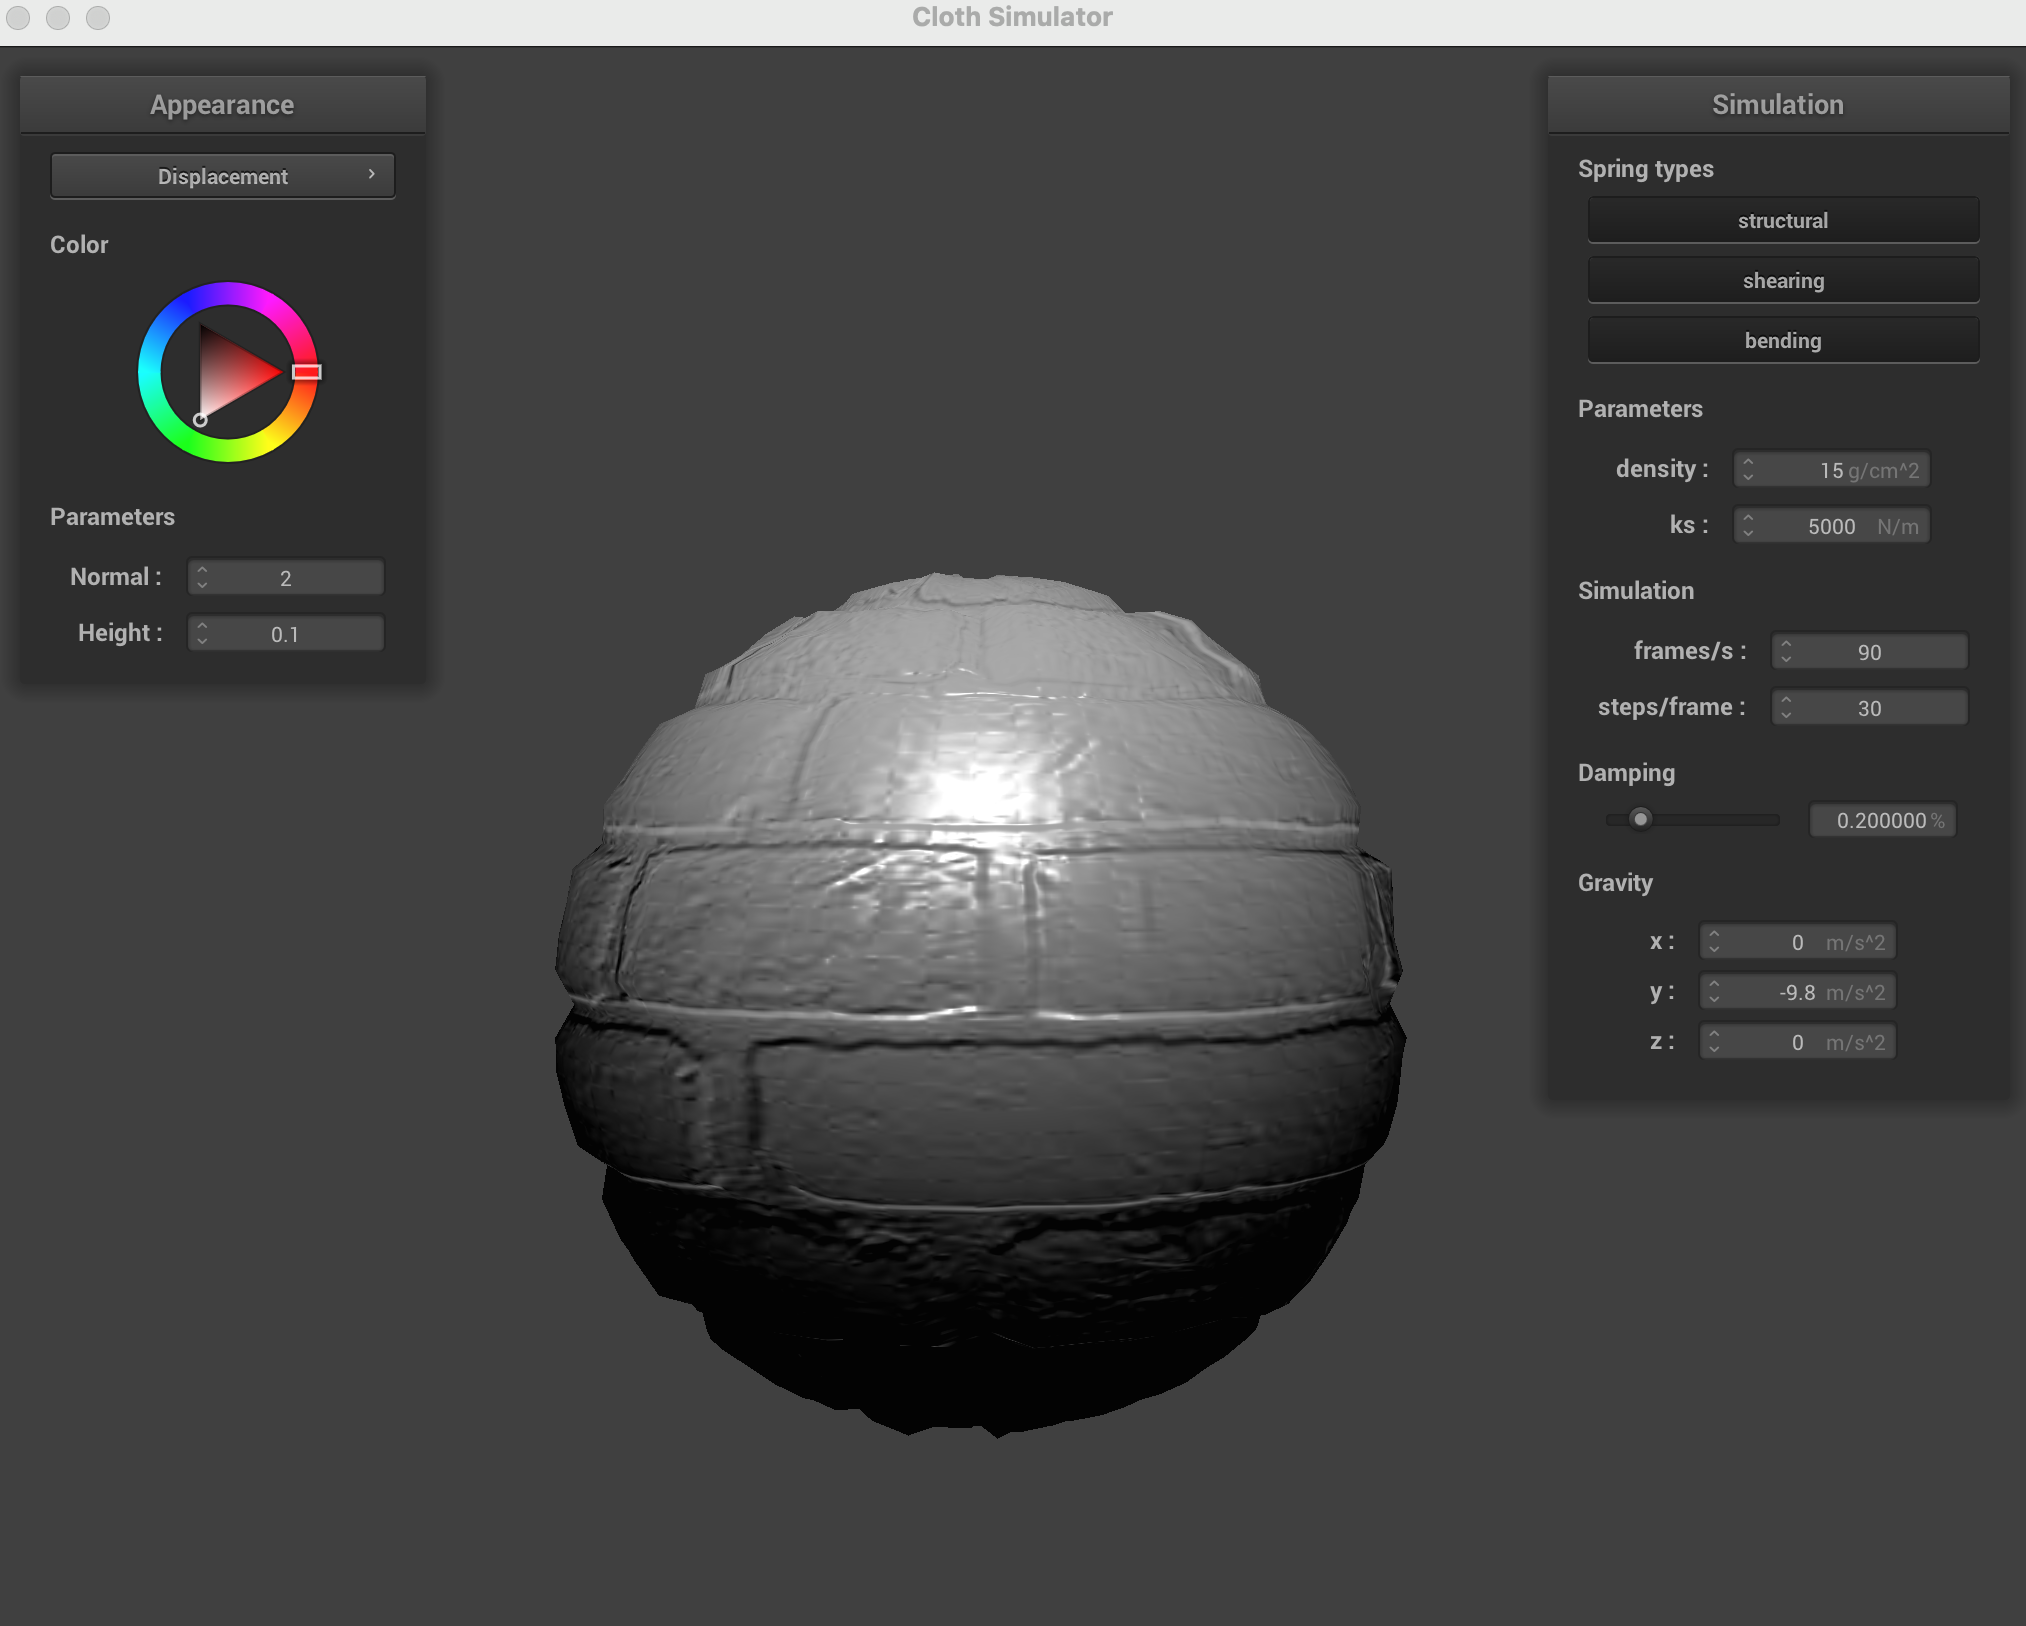 Cloth Simulator
Appearance
Displacement ›
Color
Parameters
Normal : 2
Height : 0.1
Simulation
Spring types
structural
shearing
bending
Parameters
density : 15 g/cm^2
ks : 5000 N/m
Simulation
frames/s : 90
steps/frame : 30
Damping
0.200000 %
Gravity
x : 0 m/s^2
y : -9.8 m/s^2
z : 0 m/s^2